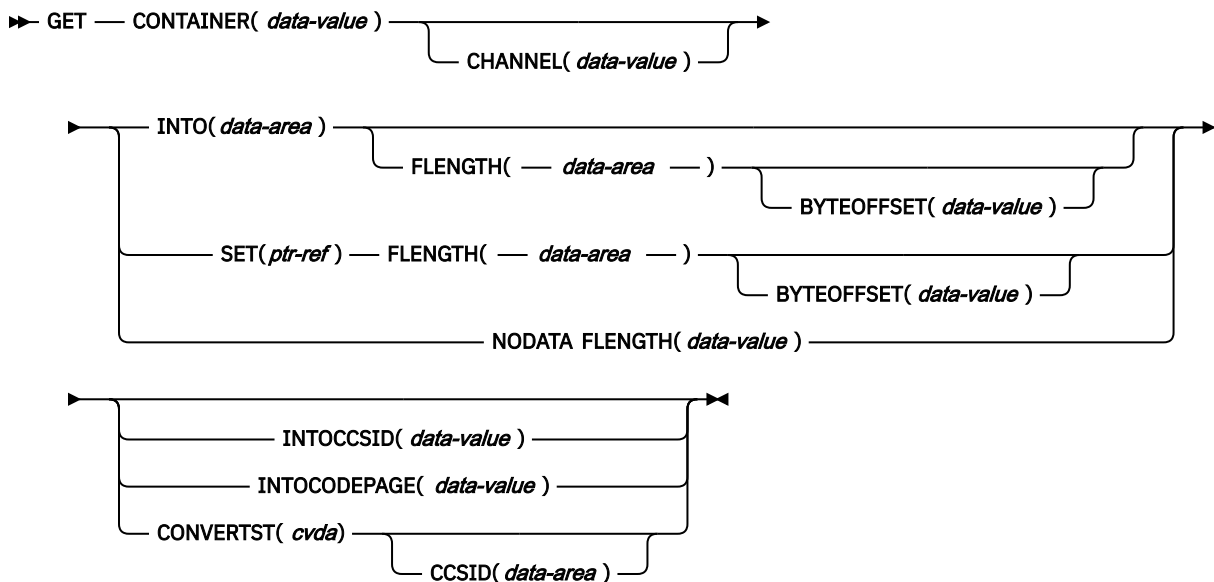 GET CONTAINER( data-value )
CHANNEL( data-value )
INTO( data-area )
FLENGTH( data-area )
BYTEOFFSET( data-value )
SET(ptr-ref) FLENGTH( data-area )
BYTEOFFSET( data-value )
NODATA FLENGTH( data-value )
INTOCCSID( data-value )
INTOCODEPAGE( data-value )
CONVERTST( cvda)
CCSID( data-area )